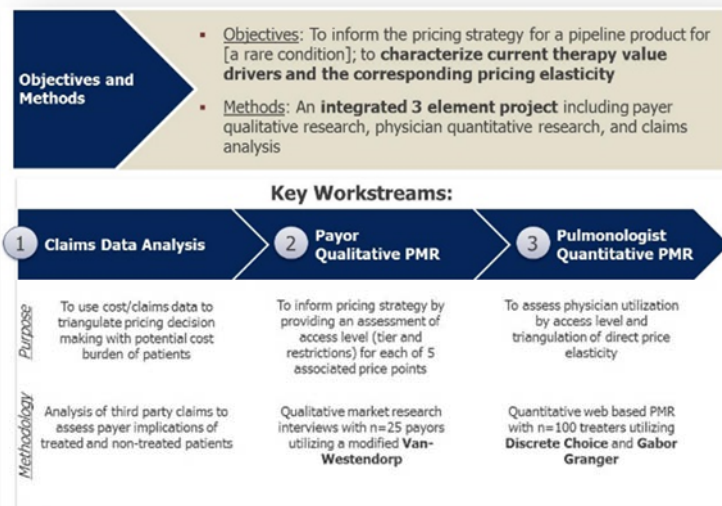 Objectives and
Methods
▪ Objectives: To inform the pricing strategy for a pipeline product for
[a rare condition]; to characterize current therapy value
drivers and the corresponding pricing elasticity
▪ Methods: An integrated 3 element project including payer
qualitative research, physician quantitative research, and claims
analysis
Key Workstreams:
1 Claims Data Analysis
2 Payor
Qualitative PMR
3 Pulmonologist
Quantitative PMR
Purpose
To use cost/claims data to
triangulate pricing decision
making with potential cost
burden of patients
To inform pricing strategy by
providing an assessment of
access level (tier and
restrictions) for each of 5
associated price points
To assess physician utilization
by access level and
triangulation of direct price
elasticity
Methodology
Analysis of third party claims to
assess payer implications of
treated and non-treated patients
Qualitative market research
interviews with n=25 payors
utilizing a modified Van-
Westendorp
Quantitative web based PMR
with n=100 treaters utilizing
Discrete Choice and Gabor
Granger